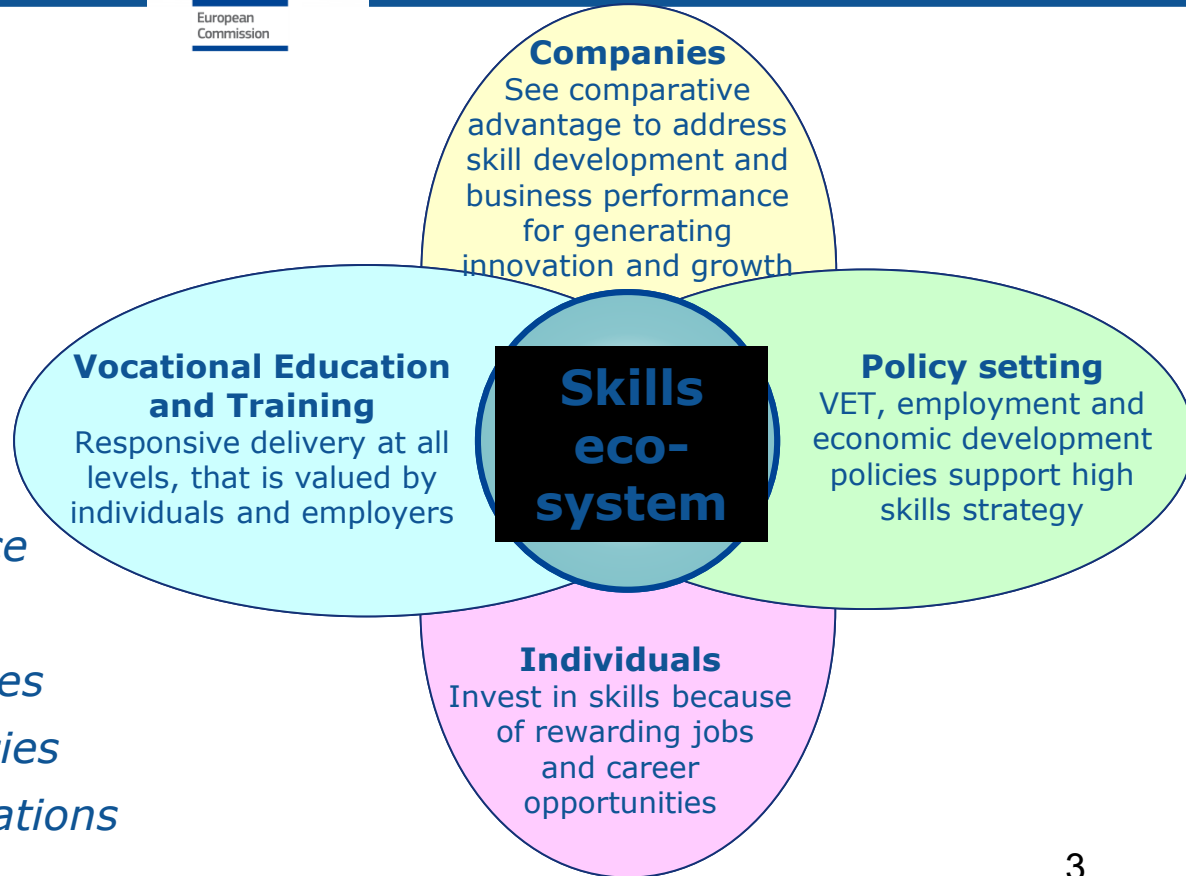 European
Commission
Companies
See comparative
advantage to address
skill development and
business performance
for generating
innovation and growth
Vocational Education
and Training
Responsive delivery at all
levels, that is valued by
individuals and employers
Skills
eco-
system
Policy setting
VET, employment and
economic development
policies support high
skills strategy
Individuals
Invest in skills because
of rewarding jobs
and career
opportunities
3